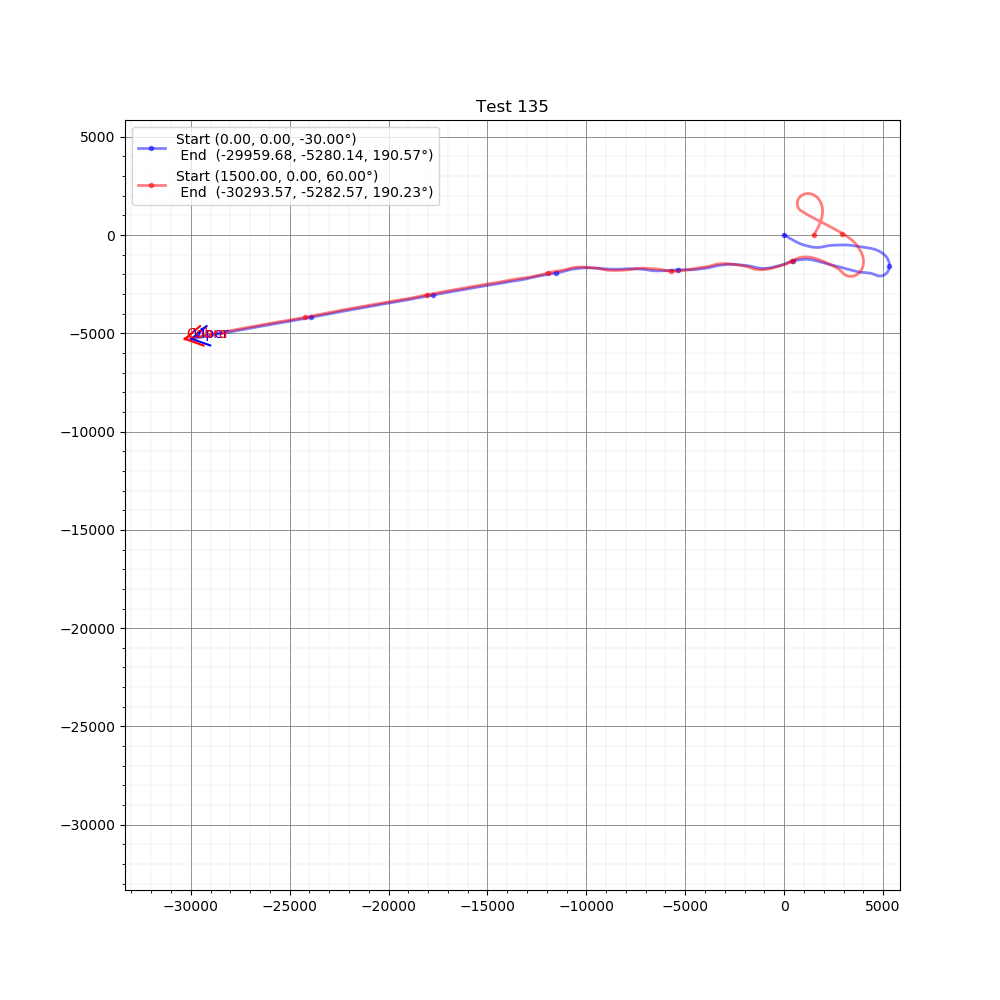 Test 135
Start (0.00, 0.00, -30.00°)
End (-29959.68, -5280.14, 190.57°)
Start (1500.00, 0.00, 60.00°)
End (-30293.57, -5282.57, 190.23°)
5000
0
−5000
−10000
−15000
−20000
−25000
−30000
−30000 −25000 −20000 −15000 −10000 −5000 0 5000